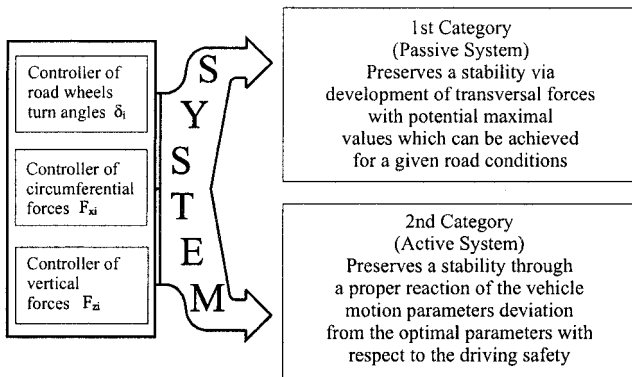 Controller of
road wheels
turn angles δi
Controller of
circumferential
forces Fxi
Controller of
vertical
forces Fzi
SYSTEM
1st Category
(Passive System)
Preserves a stability via
development of transversal forces
with potential maximal
values which can be achieved
for a given road conditions
2nd Category
(Active System)
Preserves a stability through
a proper reaction of the vehicle
motion parameters deviation
from the optimal parameters with
respect to the driving safety